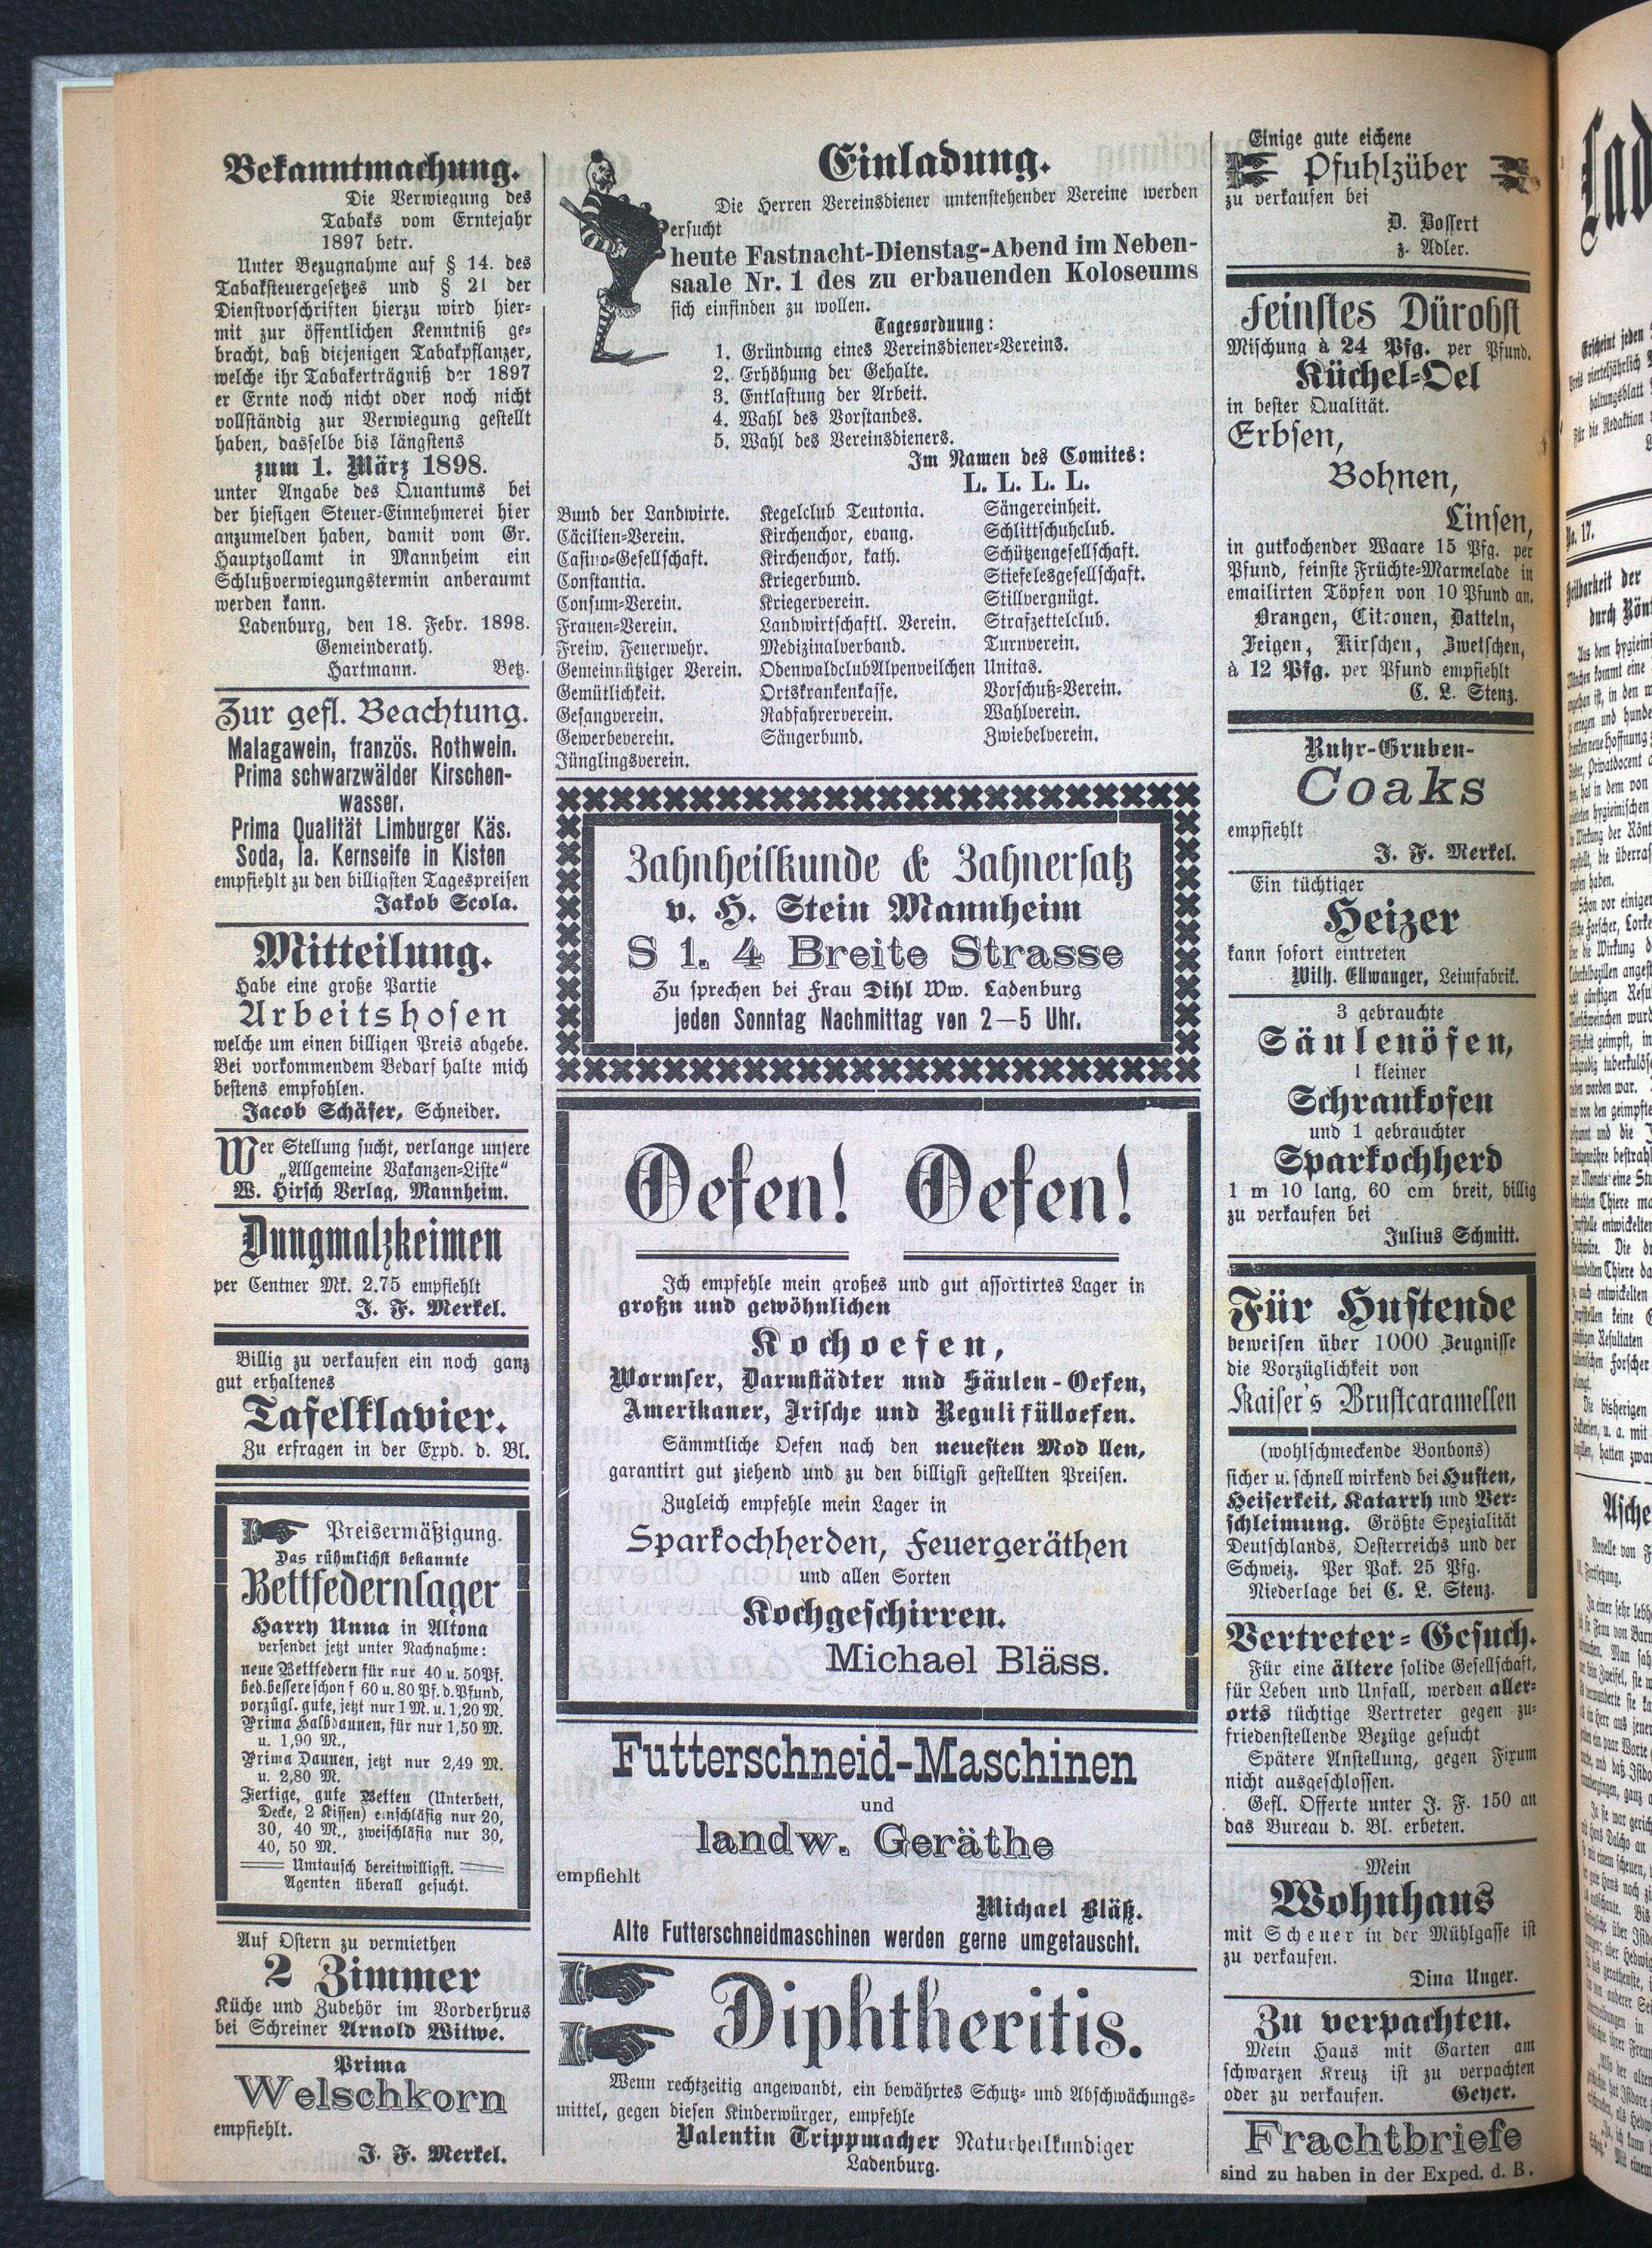 Bekanntmachung.
Die Verwiegung des
Tabaks vom Erntejahr
1897 betr.
Unter Bezugnahme auf § 14. des
Tabaksteuergesetzes und § 21 der
Dienstvorschriften hierzu wird hier-
mit zur öffentlichen Kenntniß ge-
bracht, daß diejenigen Tabakpflanzer,
welche ihr Tabakerträgniß der 1897
er Ernte noch nicht oder noch nicht
vollständig zur Verwiegung gestellt
haben, dasselbe bis längstens
zum 1. März 1898.
unter Angabe des Quantums bei
der hiesigen Steuer-Einnehmerei hier
anzumelden haben, damit vom Gr.
Hauptzollamt in Mannheim ein
Schlußverwiegungstermin anberaumt
werden kann.
Ladenburg, den 18. Febr. 1898.
Gemeinderath.
Hartmann. Betz.
Zur gefl. Beachtung.
Malagawein, französ. Rothwein.
Prima schwarzwälder Kirschen-
wasser.
Prima Qualität Limburger Käs.
Soda, Ia. Kernseife in Kisten
empfiehlt zu den billigsten Tagespreisen
Jakob Scola.
Mitteilung.
Habe eine große Partie
Arbeitshosen
welche um einen billigen Preis abgebe.
Bei vorkommendem Bedarf halte mich
bestens empfohlen.
Jacob Schäfer, Schneider.
Wer Stellung sucht, verlange unsere
„Allgemeine Vakanzen-Liste“
W. Hirsch Verlag, Mannheim.
Dungmalzkeimen
per Centner Mk. 2.75 empfiehlt
J. F. Merkel.
Billig zu verkaufen ein noch ganz
gut erhaltenes
Tafelklavier.
Zu erfragen in der Expd. d. Bl.
Preisermäßigung.
Das rühmlichst bekannte
Bettfedernlager
Harry Unna in Altona
versendet jetzt unter Nachnahme:
neue Bettfedern für nur 40 u. 50 Pf.
bed. bessere schon f 60 u. 80 Pf. d. Pfund,
vorzügl. gute, jetzt nur 1 M. u. 1,20 M.
Prima Halbdaunen, für nur 1,50 M.
u. 1,90 M.,
Prima Daunen, jetzt nur 2,49 M.
u. 2,80 M.
Fertige, gute Betten (Unterbett,
Decke, 2 Kissen) einschläfig nur 20,
30, 40 M., zweischläfig nur 30,
40, 50 M.
Umtausch bereitwilligst.
Agenten überall gesucht.
Auf Ostern zu vermiethen
2 Zimmer
Küche und Zubehör im Vorderhrus
bei Schreiner Arnold Witwe.
Prima
Welschkorn
empfiehlt.
J. F. Merkel.
Einladung.
Die Herren Vereinsdiener untenstehender Vereine werden
ersucht
heute Fastnacht-Dienstag-Abend im Neben-
saale Nr. 1 des zu erbauenden Koloseums
sich einfinden zu wollen.
Tagesordnung:
1. Gründung eines Vereinsdiener-Vereins.
2. Erhöhung der Gehalte.
3. Entlastung der Arbeit.
4. Wahl des Vorstandes.
5. Wahl des Vereinsdieners.
Im Namen des Comites:
L. L. L. L.
Bund der Landwirte.
Cäcilien-Verein.
Casino-Gesellschaft.
Constantia.
Consum-Verein.
Frauen-Verein.
Freiw. Feuerwehr.
Gemeinnütziger Verein.
Gemütlichkeit.
Gesangverein.
Gewerbeverein.
Jünglingsverein.
Kegelclub Teutonia.
Kirchenchor, evang.
Kirchenchor, kath.
Kriegerbund.
Kriegerverein.
Landwirtschaftl. Verein.
Medizinalverband.
OdenwaldclubAlpenveilchen
Ortskrankenkasse.
Radfahrerverein.
Sängerbund.
Sängereinheit.
Schlittschuhclub.
Schützengesellschaft.
Stiefelesgesellschaft.
Stillvergnügt.
Strafzettelclub.
Turnverein.
Unitas.
Vorschuß-Verein.
Wahlverein.
Zwiebelverein.
Zahnheilkunde & Zahnersatz
v. H. Stein Mannheim
S 1. 4 Breite Strasse
Zu sprechen bei Frau Dihl Ww. Ladenburg
jeden Sonntag Nachmittag von 2—5 Uhr.
Oefen! Oefen!
Ich empfehle mein großes und gut assortirtes Lager in
großn und gewöhnlichen
Kochoefen,
Wormser, Darmstädter und Säulen-Oefen,
Amerikaner, Irische und Regulirfülloefen.
Sämmtliche Oefen nach den neuesten Mod llen,
garantirt gut ziehend und zu den billigst gestellten Preisen.
Zugleich empfehle mein Lager in
Sparkochherden, Feuergeräthen
und allen Sorten
Kochgeschirren.
Michael Bläss.
Futterschneid-Maschinen
und
landw. Geräthe
empfiehlt
Michael Bläß.
Alte Futterschneidmaschinen werden gerne umgetauscht.
Diphtheritis.
Wenn rechtzeitig angewandt, ein bewährtes Schutz- und Abschwächungs-
mittel, gegen diesen Kinderwürger, empfehle
Valentin Trippmacher Naturheilkundiger
Ladenburg.
Einige gute eichene
Pfuhlzüber
zu verkaufen bei
D. Bossert
z. Adler.
Feinstes Dürobst
Mischung à 24 Pfg. per Pfund.
Küchel-Oel
in bester Qualität.
Erbsen,
Bohnen,
Linsen,
in gutkochender Waare 15 Pfg. per
Pfund, feinste Früchte-Marmelade in
emailirten Töpfen von 10 Pfund an.
Orangen, Citronen, Datteln,
Feigen, Kirschen, Zwetschen,
à 12 Pfg. per Pfund empfiehlt
C. L. Stenz.
Ruhr-Gruben-
Coaks
empfiehlt
J. F. Merkel.
Ein tüchtiger
Heizer
kann sofort eintreten
Wilh. Ellwanger, Leimfabrik.
3 gebrauchte
Säulenöfen,
1 kleiner
Schrankofen
und 1 gebrauchter
Sparkochherd
1 m 10 lang, 60 cm breit, billig
zu verkaufen bei
Julius Schmitt.
Für Hustende
beweisen über 1000 Zeugnisse
die Vorzüglichkeit von
Kaiser's Brustcaramellen
(wohlschmeckende Bonbons)
sicher u. schnell wirkend bei Husten,
Heiserkeit, Katarrh und Ver-
schleimung. Größte Spezialität
Deutschlands, Oesterreichs und der
Schweiz. Per Pak. 25 Pfg.
Niederlage bei C. L. Stenz.
Vertreter-Gesuch.
Für eine ältere solide Gesellschaft,
für Leben und Unfall, werden aller-
orts tüchtige Vertreter gegen zu-
friedenstellende Bezüge gesucht
Spätere Anstellung, gegen Fixum
nicht ausgeschlossen.
Gefl. Offerte unter J. F. 150 an
das Bureau d. Bl. erbeten.
Mein
Wohnhaus
mit Scheuer in der Mühlgasse ist
zu verkaufen.
Dina Unger.
Zu verpachten.
Mein Haus mit Garten am
schwarzen Kreuz ist zu verpachten
oder zu verkaufen. Geyer.
Frachtbriefe
sind zu haben in der Exped. d. B.
Lad
Erscheint jeden
No. 17.